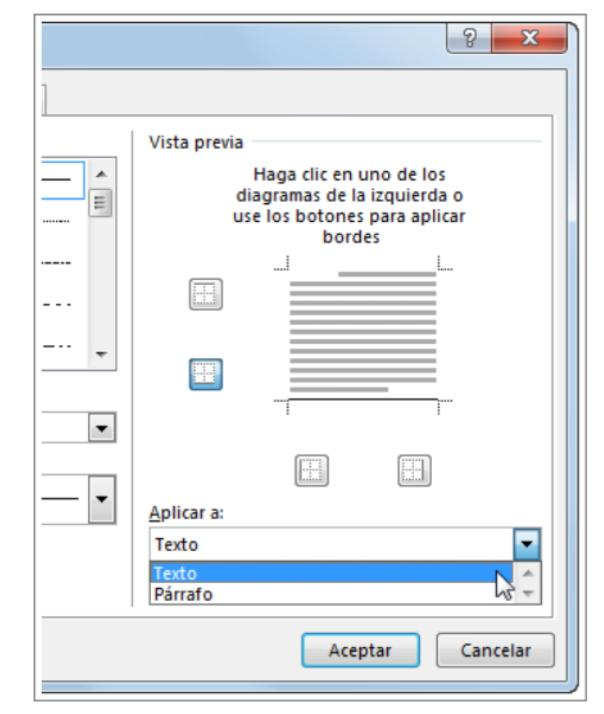 Vista previa
Haga clic en uno de los
diagramas de la izquierda o
use los botones para aplicar
bordes
Aplicar a:
Texto
Texto
Párrafo
Aceptar
Cancelar